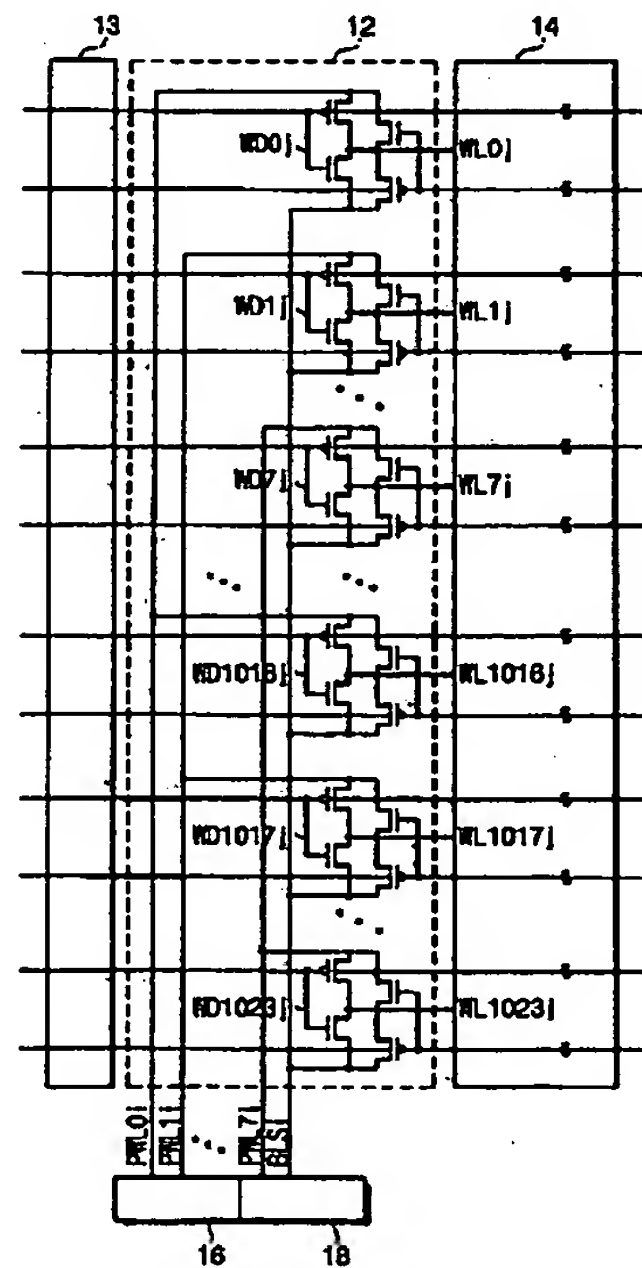 13 12 14
WD0j WL0j
WD1j WL1j
WD7j WL7j
WD1016j WL1016j
WD1017j WL1017j
WD1023j WL1023j
PWL0j PWL1j PWL7j BLSj
16 18